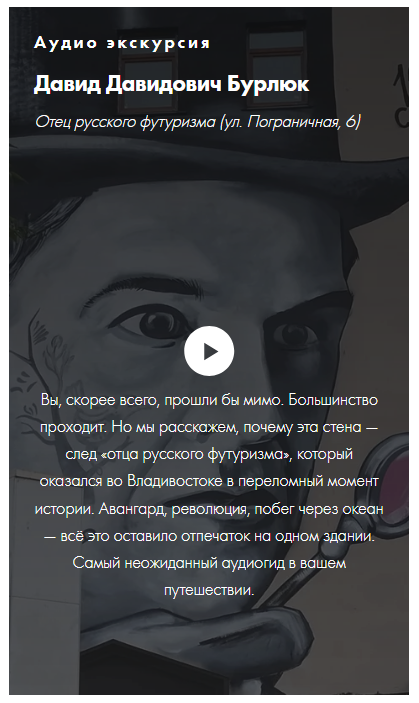 Аудио экскурсия
Давид Давидович Бурлюк
Отец русского футуризма (ул. Пограничная, 6)
Вы, скорее всего, прошли бы мимо. Большинство
проходит. Но мы расскажем, почему эта стена —
след «отца русского футуризма», который
оказался во Владивостоке в переломный момент
истории. Авангард, революция, побег через океан
— всё это оставило отпечаток на одном здании.
Самый неожиданный аудиогид в вашем
путешествии.